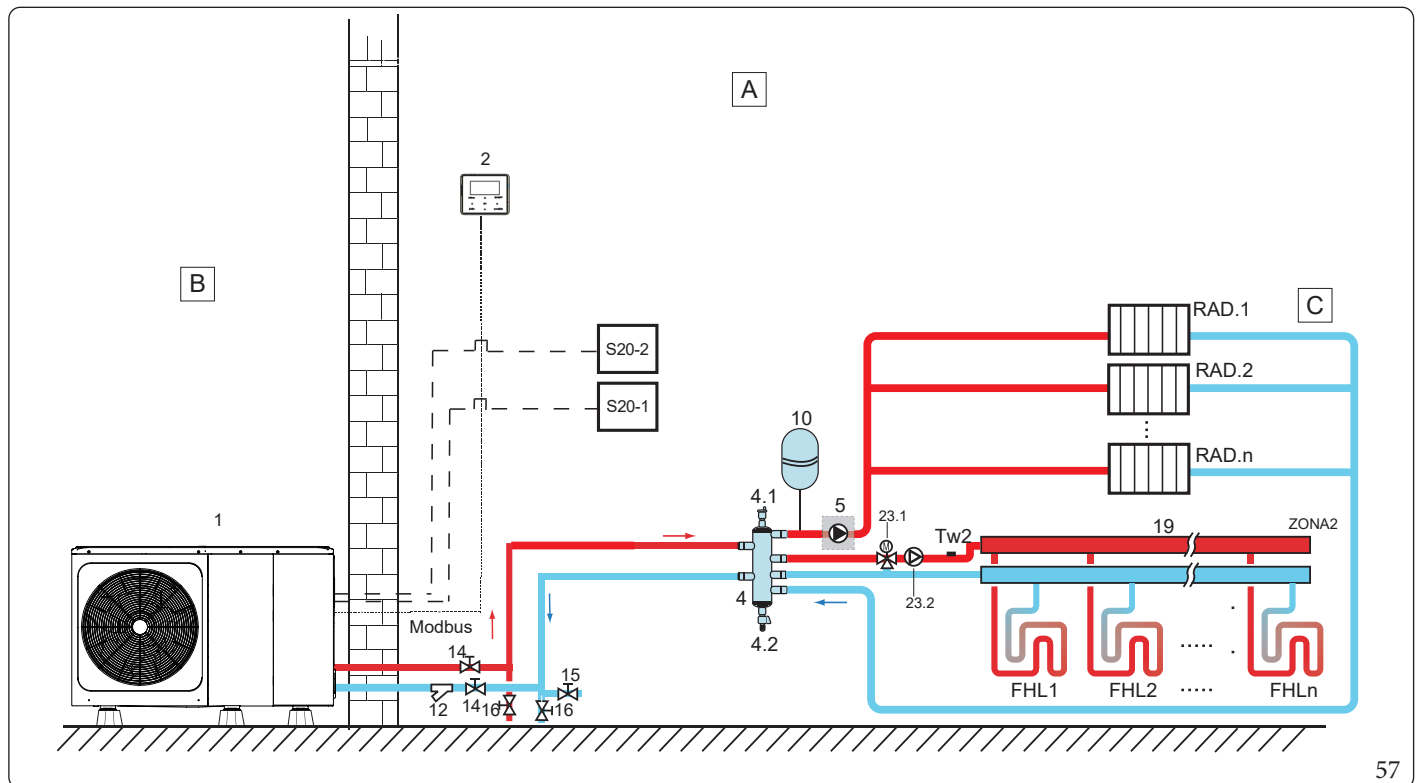 A
2
B
C
RAD.1
S20-2
RAD.2
S20-1
10
RAD.n
4.1
5
23.1
M
Tw2
19
ZONA2
1
4
23.2
Modbus
4.2
14
15
12
14
16
16
FHL1
FHL2
FHLn
57